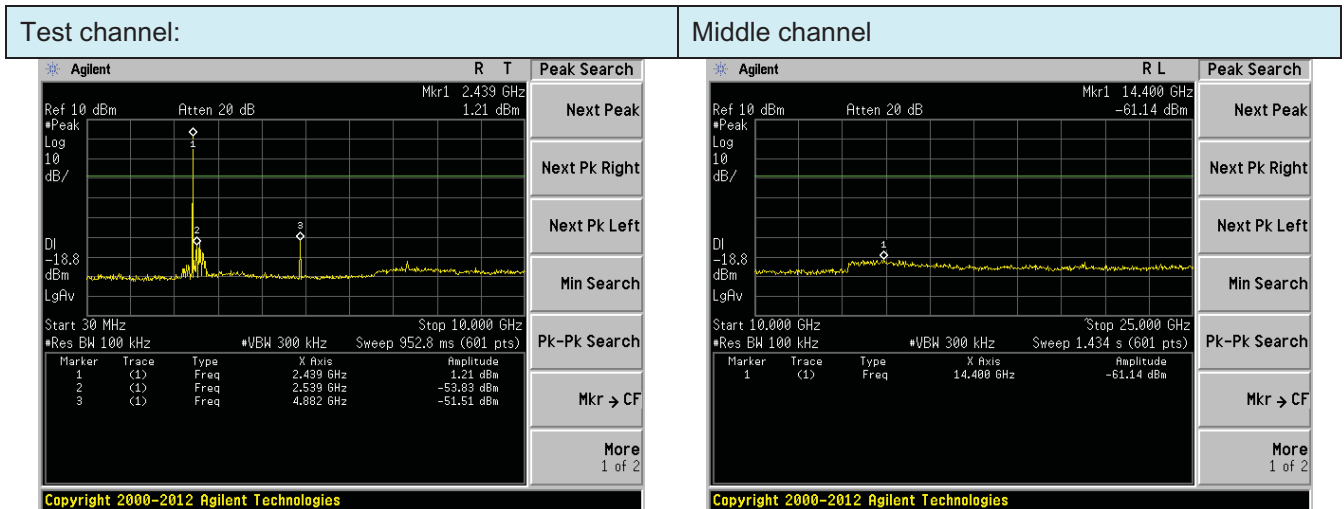 Test channel: Middle channel
Agilent R T Peak Search
Mkr1 2.439 GHz
Ref 10 dBm Atten 20 dB 1.21 dBm
#Peak
Log
10
dB/
1
2
3
DI
-18.8
dBm
LgAv
Start 30 MHz Stop 10.000 GHz
#Res BW 100 kHz #VBW 300 kHz Sweep 952.8 ms (601 pts)
Marker Trace Type X Axis Amplitude
1 (1) Freq 2.439 GHz 1.21 dBm
2 (1) Freq 2.539 GHz -53.83 dBm
3 (1) Freq 4.882 GHz -51.51 dBm
Copyright 2000-2012 Agilent Technologies
Next Peak
Next Pk Right
Next Pk Left
Min Search
Pk-Pk Search
Mkr → CF
More
1 of 2
Agilent R L Peak Search
Mkr1 14.400 GHz
Ref 10 dBm Atten 20 dB -61.14 dBm
#Peak
Log
10
dB/
1
DI
-18.8
dBm
LgAv
Start 10.000 GHz Stop 25.000 GHz
#Res BW 100 kHz #VBW 300 kHz Sweep 1.434 s (601 pts)
Marker Trace Type X Axis Amplitude
1 (1) Freq 14.400 GHz -61.14 dBm
Copyright 2000-2012 Agilent Technologies
Next Peak
Next Pk Right
Next Pk Left
Min Search
Pk-Pk Search
Mkr → CF
More
1 of 2